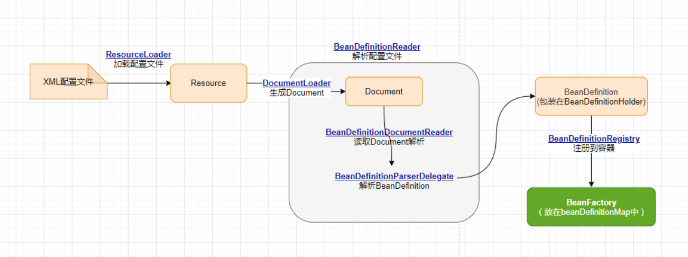 BeanDefinitionReader
解析配置文件
ResourceLoader
加载配置文件
XML配置文件
Resource
DocumentLoader
生成Document
Document
BeanDefinition
(包装在BeanDefinitionHolder)
BeanDefinitionDocumentReader
读取Document解析
BeanDefinitionRegistry
注册到容器
BeanDefinitionParserDelegate
解析BeanDefinition
BeanFactory
（放在beanDefinitionMap中）